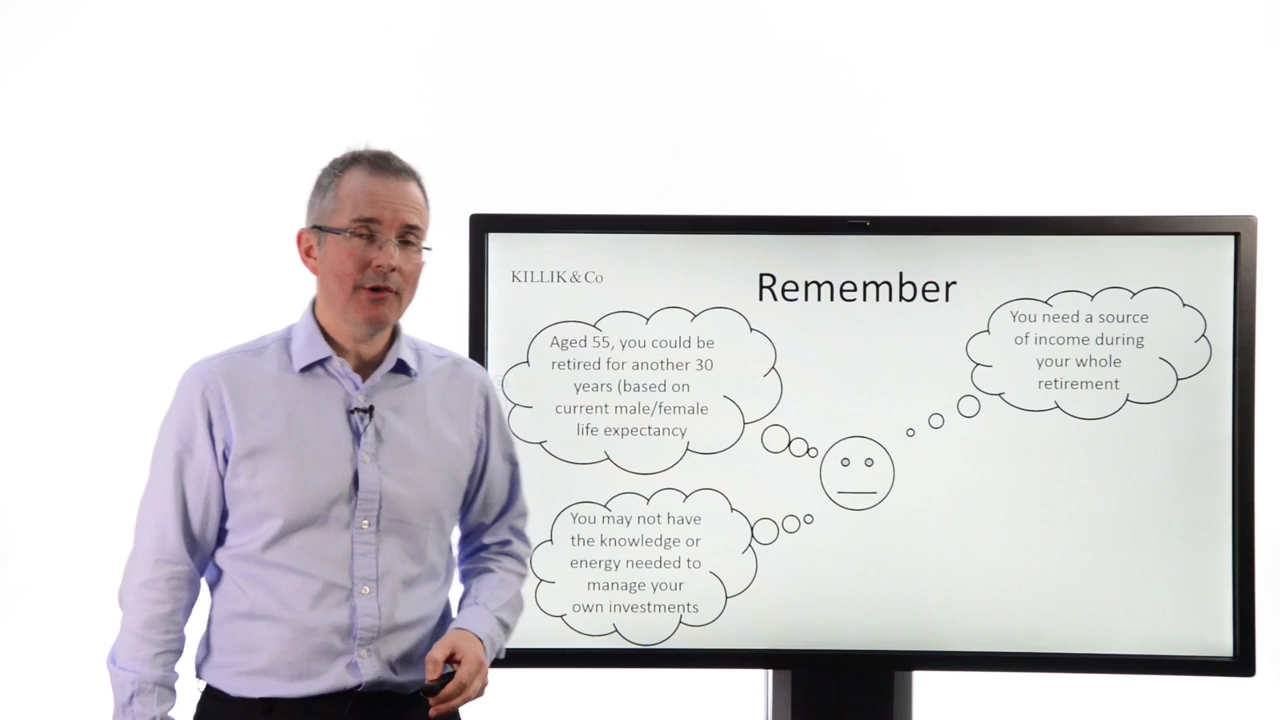 KILLIK & Co
Remember
Aged 55, you could be
retired for another 30
years (based on
current male/female
life expectancy
You need a source
of income during
your whole
retirement
You may not have
the knowledge or
energy needed to
manage your
own investments